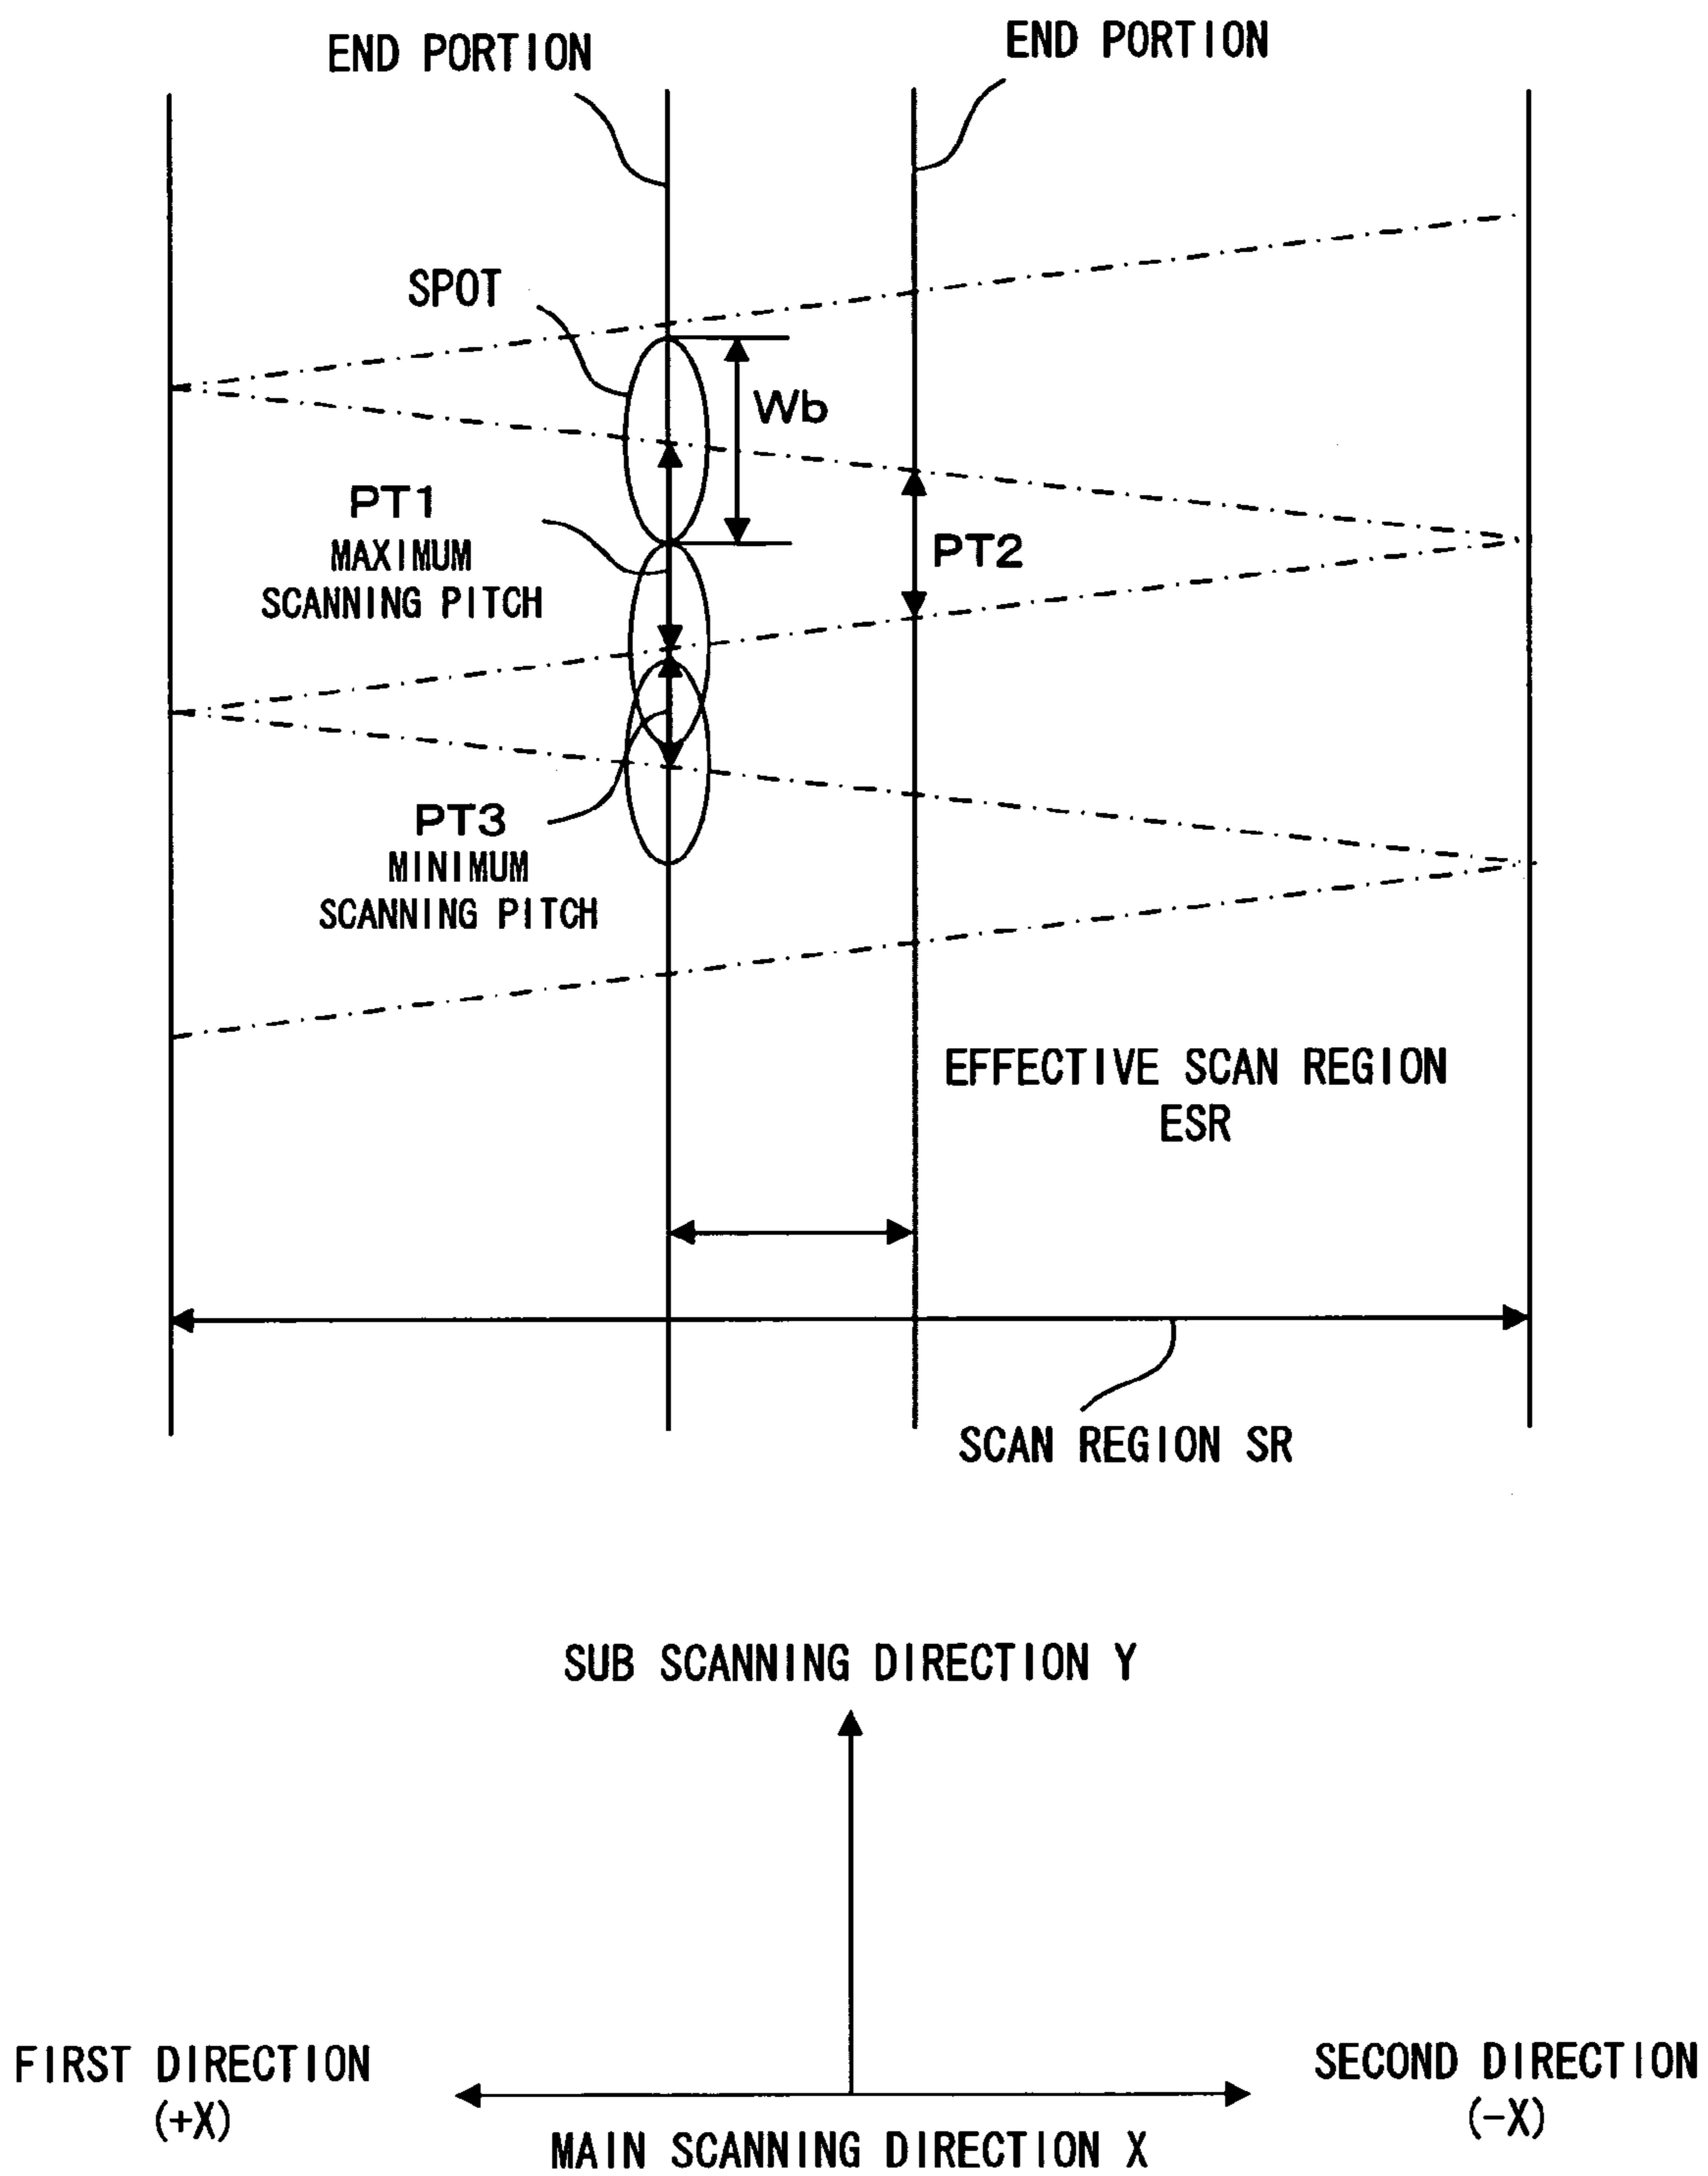 END PORTION
END PORTION
SPOT
Wb
PT1
MAXIMUM
SCANNING PITCH
PT2
PT3
MINIMUM
SCANNING PITCH
EFFECTIVE SCAN REGION
ESR
SCAN REGION SR
SUB SCANNING DIRECTION Y
FIRST DIRECTION
(+X)
SECOND DIRECTION
(-X)
MAIN SCANNING DIRECTION X